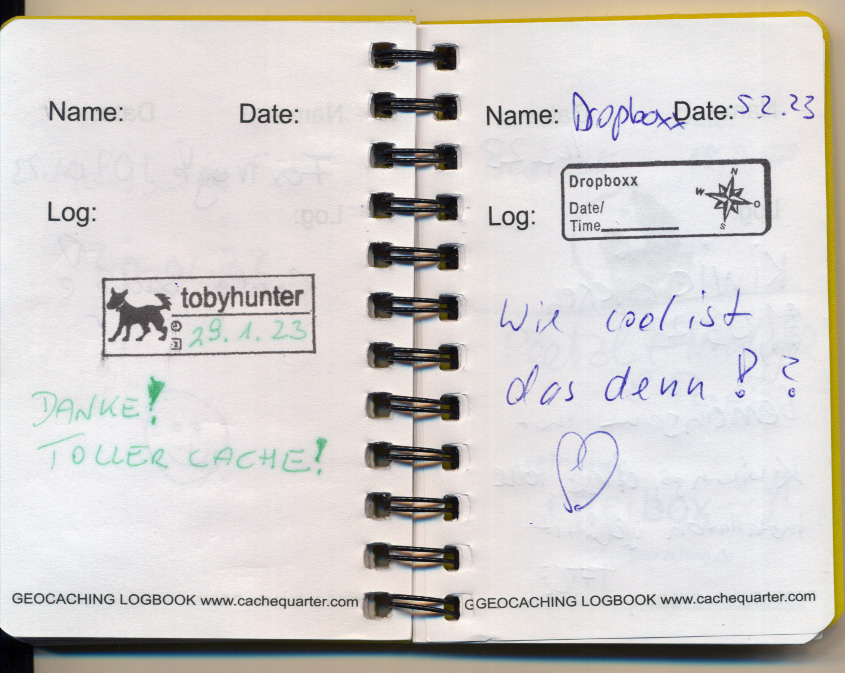 Name: Date:
Log:
tobyhunter
29.1.23
DANKE!
TOLLER CACHE!
GEOCACHING LOGBOOK www.cachequarter.com
Name: Dropboxx Date: 5.2.23
Log:
Dropboxx
Date/
Time
N
W O
S
Wie cool ist
das denn!?
GEOCACHING LOGBOOK www.cachequarter.com